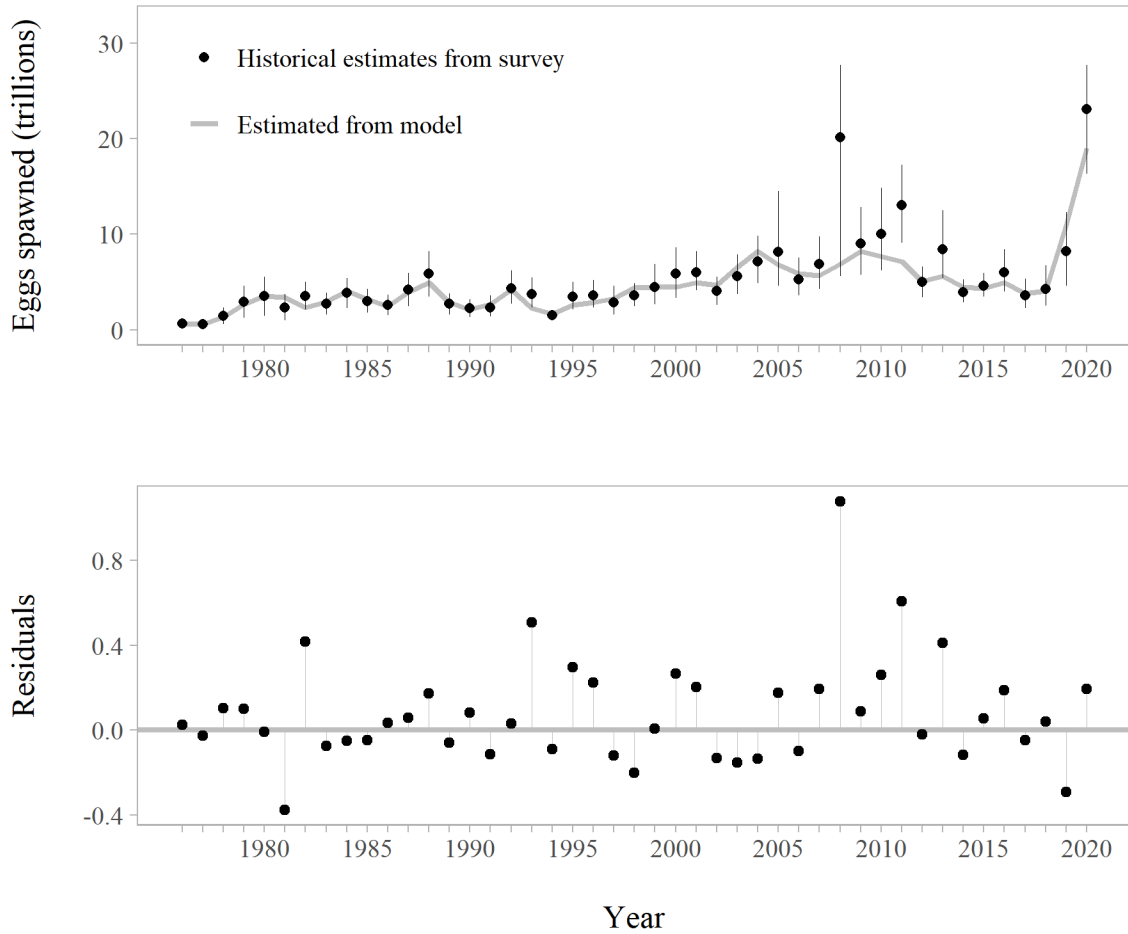 Eggs spawned (trillions)
30
20
10
0
Historical estimates from survey
Estimated from model
1980 1985 1990 1995 2000 2005 2010 2015 2020
Residuals
0.8
0.4
0.0
-0.4
1980 1985 1990 1995 2000 2005 2010 2015 2020
Year